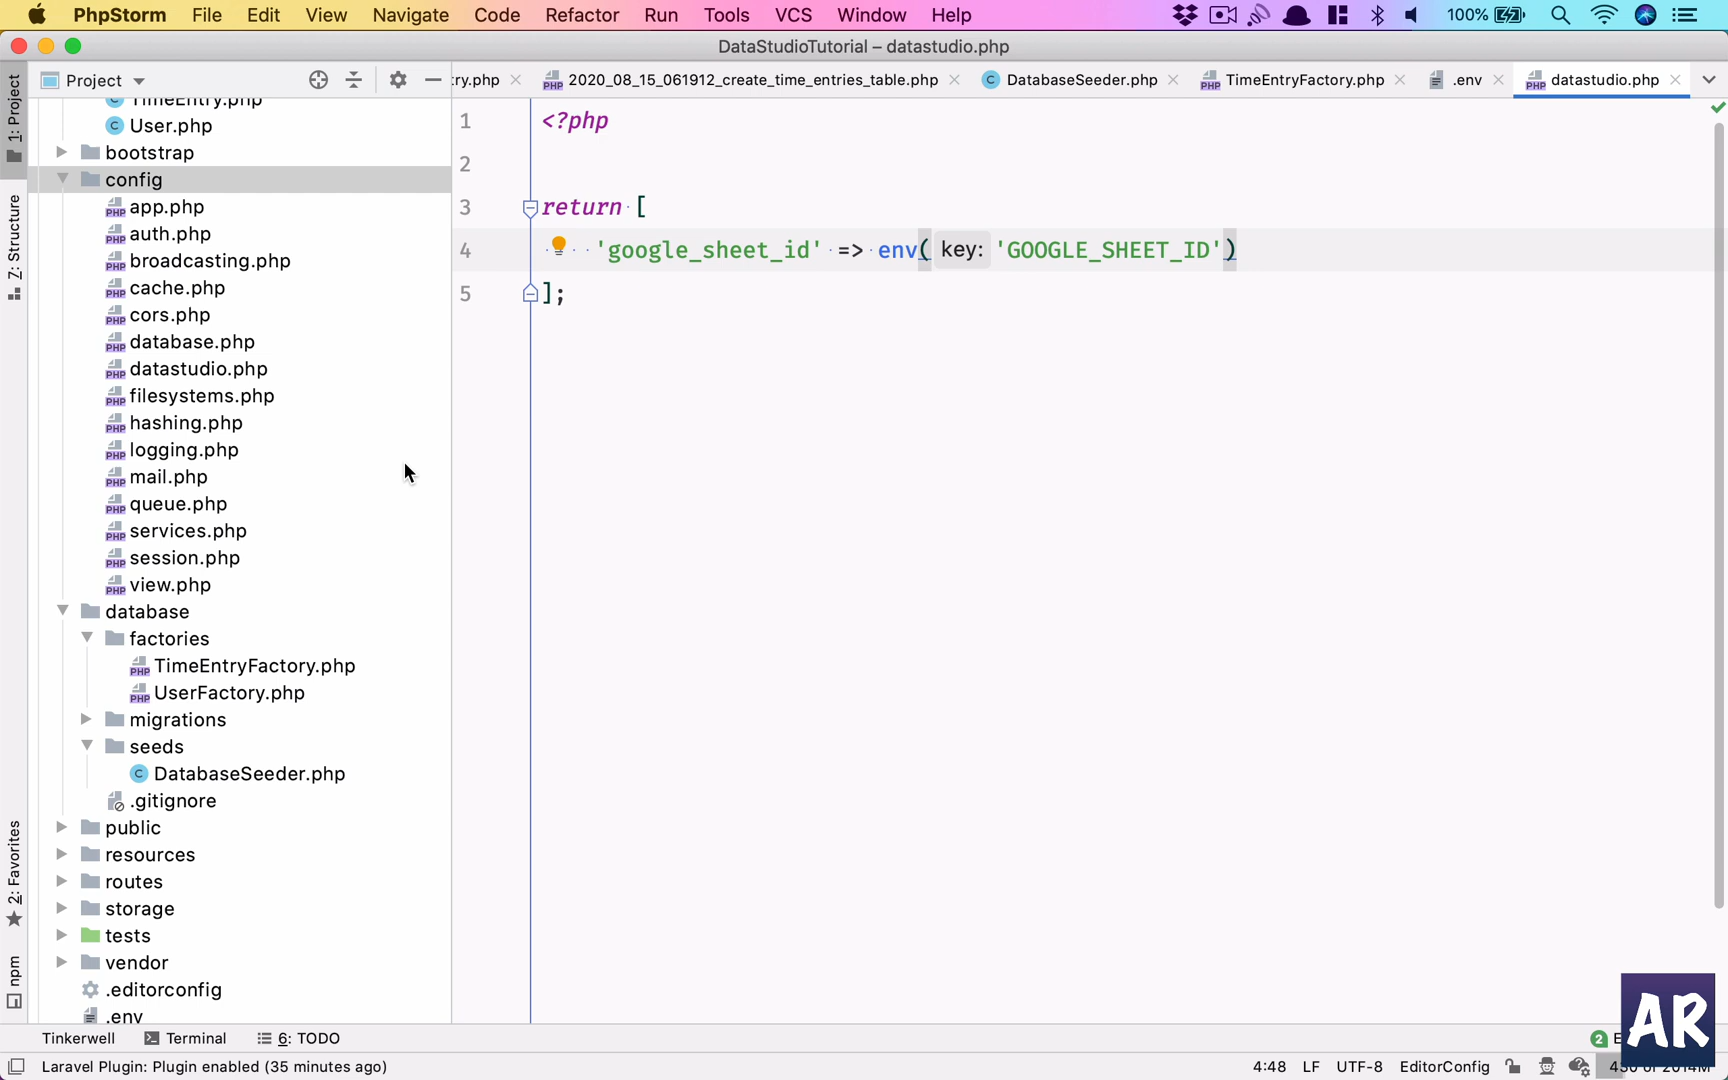 PhpStorm File Edit View Navigate Code Refactor Run Tools VCS Window Help 100%
DataStudioTutorial – datastudio.php
Project
try.php 2020_08_15_061912_create_time_entries_table.php DatabaseSeeder.php TimeEntryFactory.php .env datastudio.php
1: Project
Z: Structure
2: Favorites
npm
TimeEntry.php
User.php
bootstrap
config
app.php
auth.php
broadcasting.php
cache.php
cors.php
database.php
datastudio.php
filesystems.php
hashing.php
logging.php
mail.php
queue.php
services.php
session.php
view.php
database
factories
TimeEntryFactory.php
UserFactory.php
migrations
seeds
DatabaseSeeder.php
.gitignore
public
resources
routes
storage
tests
vendor
.editorconfig
.env
1 <?php
2
3 return [
4 'google_sheet_id' => env( key: 'GOOGLE_SHEET_ID')
5 ];
Tinkerwell Terminal 6: TODO 2 E
Laravel Plugin: Plugin enabled (35 minutes ago) 4:48 LF UTF-8 EditorConfig
AR